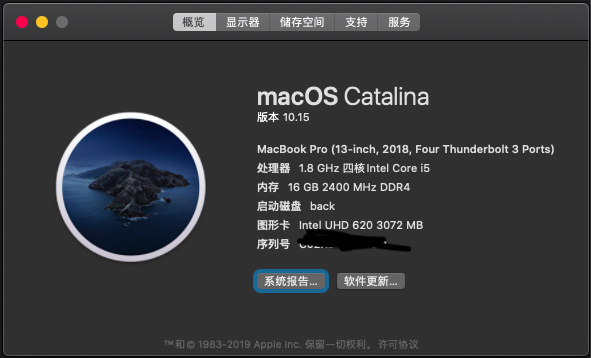 概览 显示器 储存空间 支持 服务
macOS Catalina
版本 10.15
MacBook Pro (13-inch, 2018, Four Thunderbolt 3 Ports)
处理器 1.8 GHz 四核Intel Core i5
内存 16 GB 2400 MHz DDR4
启动磁盘 back
图形卡 Intel UHD 620 3072 MB
序列号
系统报告... 软件更新...
™和© 1983-2019 Apple Inc. 保留一切权利。许可协议